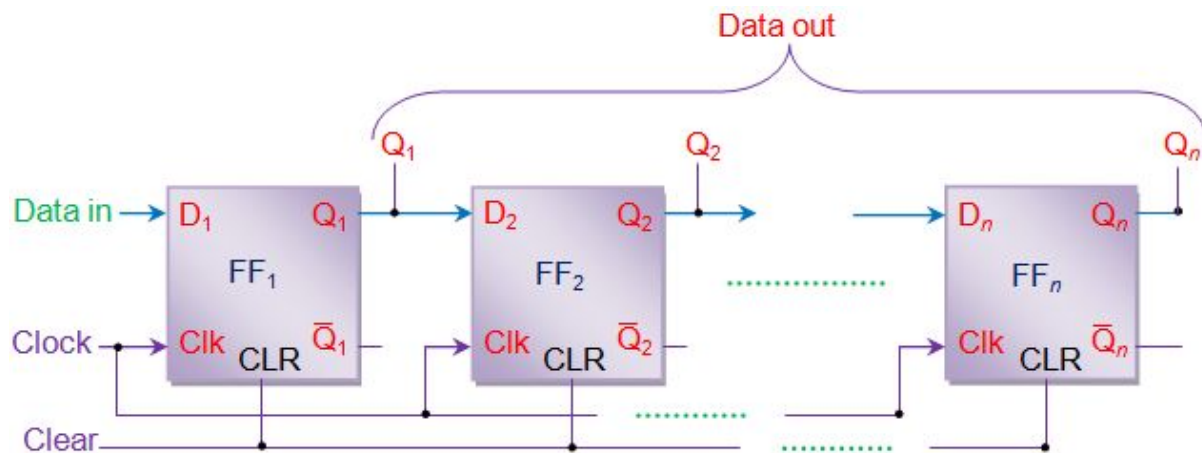 Data out
Q₁ Q₂ Qₙ
Data in D₁ Q₁ D₂ Q₂ Dₙ Qₙ
FF₁ FF₂ FFₙ
Clock Clk Q̅₁ Clk Q̅₂ Clk Q̅ₙ
CLR CLR CLR
Clear